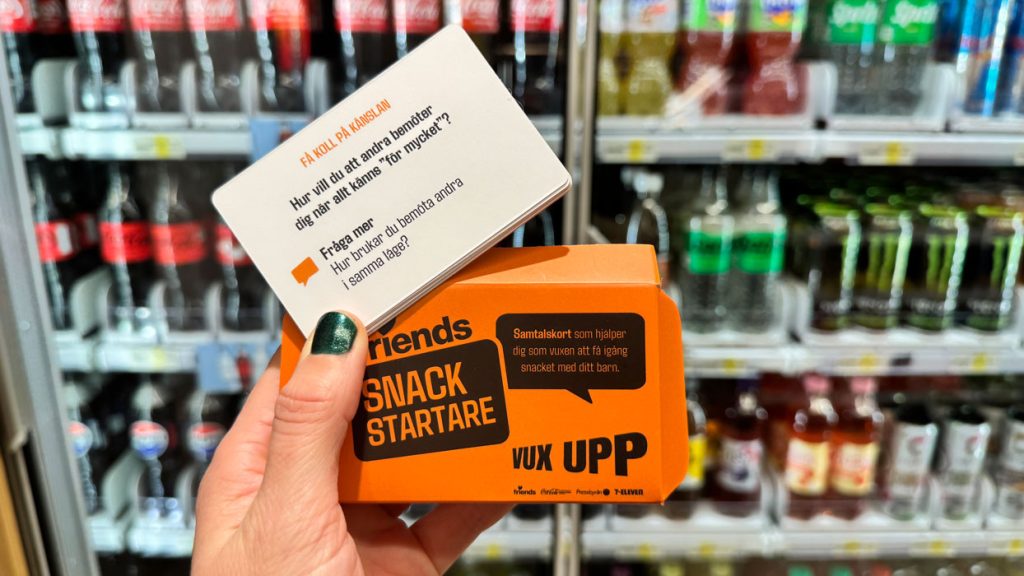 FÅ KOLL PÅ KÄNSLAN
Hur vill du att andra bemöter
dig när allt känns "för mycket"?
Fråga mer
Hur brukar du bemöta andra
i samma läge?
friends
SNACK
STARTARE
Samtalskort som hjälper
dig som vuxen att få igång
snacket med ditt barn.
VUX UPP
friends Coca-Cola Pressbyrån 7-ELEVEN